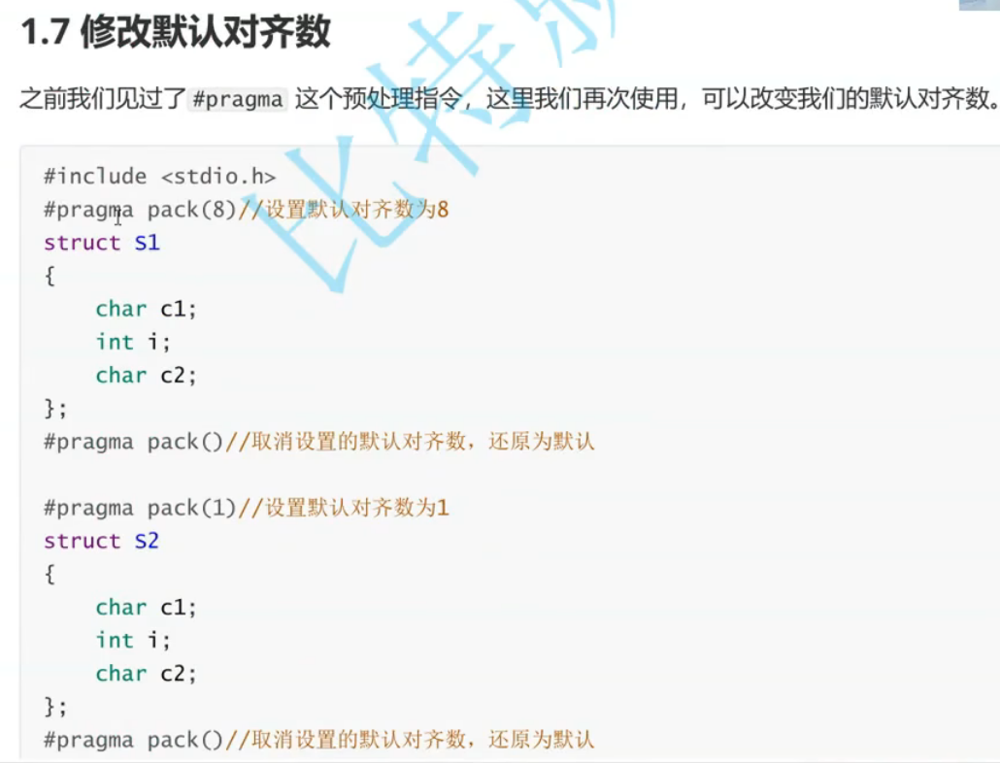 1.7 修改默认对齐数
之前我们见过了 #pragma 这个预处理指令，这里我们再次使用，可以改变我们的默认对齐数。
#include <stdio.h>
#pragma pack(8)//设置默认对齐数为8
struct S1
{
    char c1;
    int i;
    char c2;
};
#pragma pack()//取消设置的默认对齐数，还原为默认
#pragma pack(1)//设置默认对齐数为1
struct S2
{
    char c1;
    int i;
    char c2;
};
#pragma pack()//取消设置的默认对齐数，还原为默认
比特